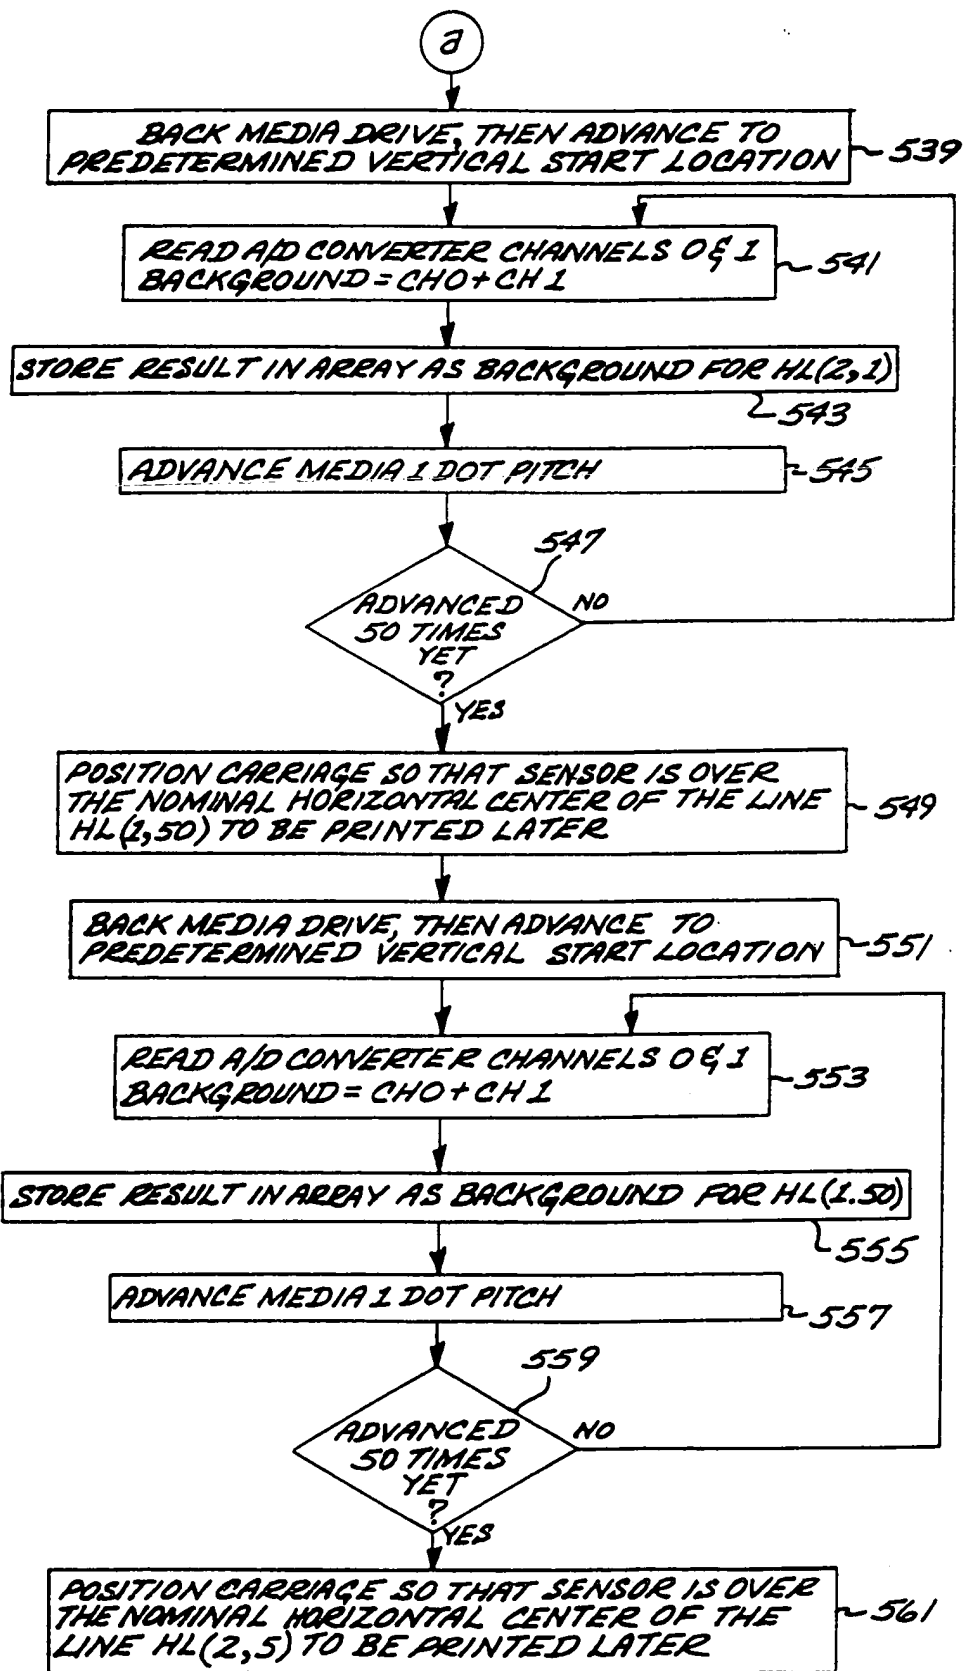 a
BACK MEDIA DRIVE, THEN ADVANCE TO
PREDETERMINED VERTICAL START LOCATION
539
READ A/D CONVERTER CHANNELS 0 & 1
BACKGROUND = CH0 + CH 1
541
STORE RESULT IN ARRAY AS BACKGROUND FOR HL(2,1)
543
ADVANCE MEDIA 1 DOT PITCH
545
547
ADVANCED
50 TIMES
YET
?
NO
YES
POSITION CARRIAGE SO THAT SENSOR IS OVER
THE NOMINAL HORIZONTAL CENTER OF THE LINE
HL(1,50) TO BE PRINTED LATER
549
BACK MEDIA DRIVE, THEN ADVANCE TO
PREDETERMINED VERTICAL START LOCATION
551
READ A/D CONVERTER CHANNELS 0 & 1
BACKGROUND = CH0 + CH 1
553
STORE RESULT IN ARRAY AS BACKGROUND FOR HL(1.50)
555
ADVANCE MEDIA 1 DOT PITCH
557
559
ADVANCED
50 TIMES
YET
?
NO
YES
POSITION CARRIAGE SO THAT SENSOR IS OVER
THE NOMINAL HORIZONTAL CENTER OF THE
LINE HL(2,5) TO BE PRINTED LATER
561